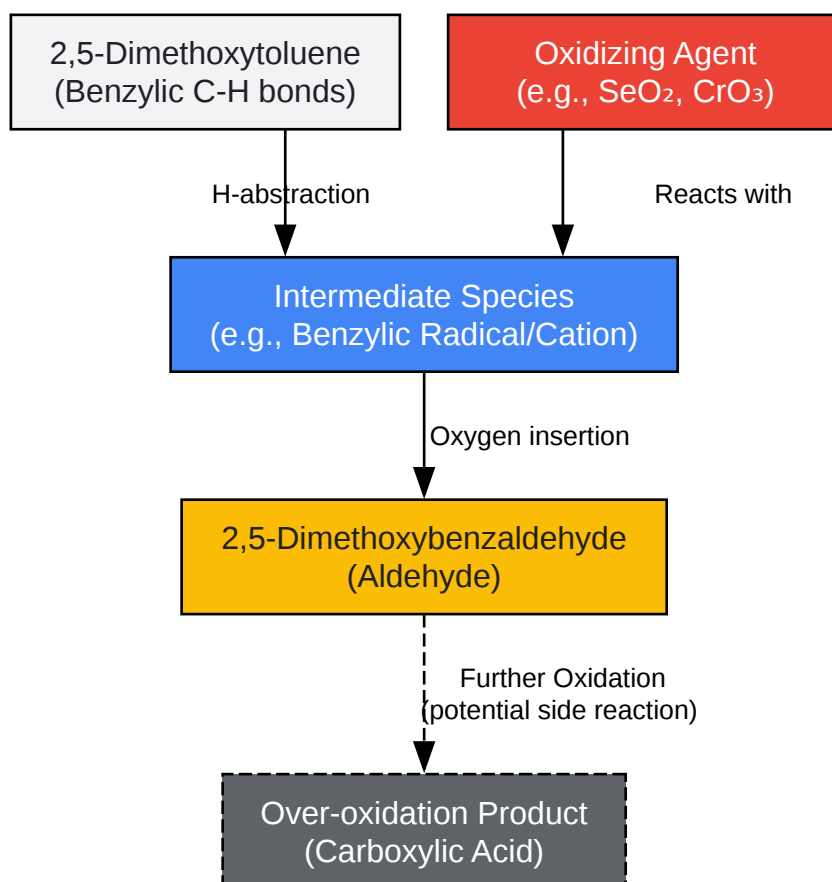 2,5-Dimethoxytoluene
(Benzylic C-H bonds)
Oxidizing Agent
(e.g., SeO₂, CrO₃)
H-abstraction
Reacts with
Intermediate Species
(e.g., Benzylic Radical/Cation)
Oxygen insertion
2,5-Dimethoxybenzaldehyde
(Aldehyde)
Further Oxidation
(potential side reaction)
Over-oxidation Product
(Carboxylic Acid)